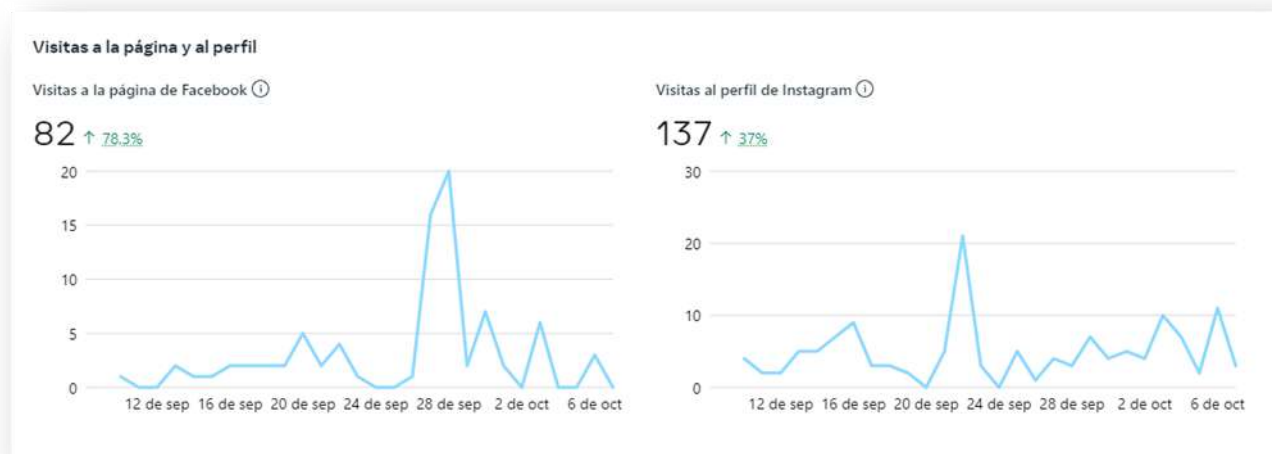 Visitas a la página y al perfil
Visitas a la página de Facebook
82 ↑ 78,3%
20
15
10
5
0
12 de sep 16 de sep 20 de sep 24 de sep 28 de sep 2 de oct 6 de oct
Visitas al perfil de Instagram
137 ↑ 37%
30
20
10
0
12 de sep 16 de sep 20 de sep 24 de sep 28 de sep 2 de oct 6 de oct